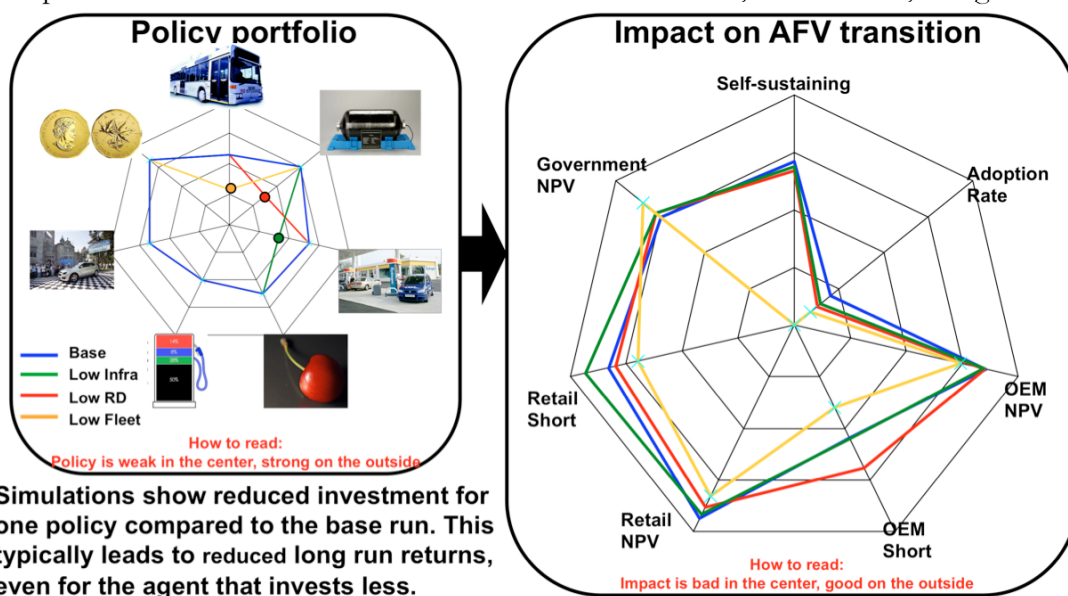 Policy portfolio
Base
Low Infra
Low RD
Low Fleet
How to read:
Policy is weak in the center, strong on the outside
Simulations show reduced investment for
one policy compared to the base run. This
typically leads to reduced long run returns,
even for the agent that invests less.
Impact on AFV transition
Self-sustaining
Government
NPV
Adoption
Rate
Retail
Short
OEM
NPV
Retail
NPV
OEM
Short
How to read:
Impact is bad in the center, good on the outside